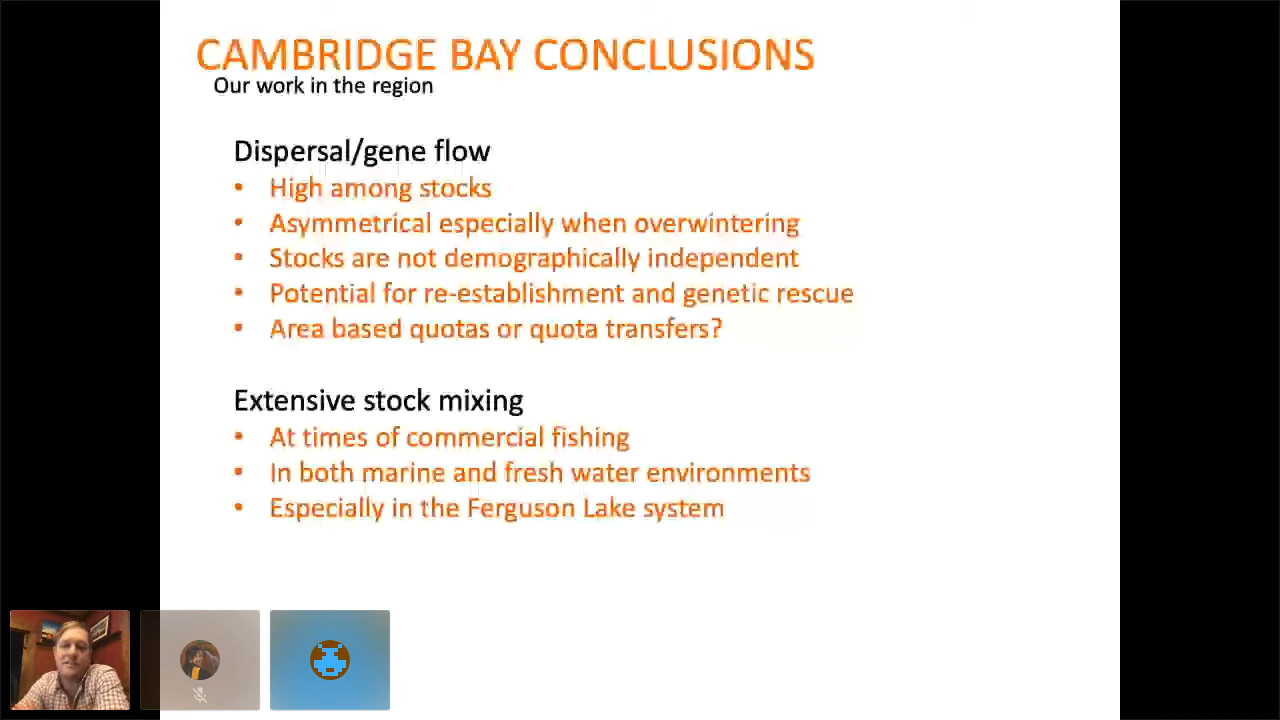 CAMBRIDGE BAY CONCLUSIONS
Our work in the region
Dispersal/gene flow
• High among stocks
• Asymmetrical especially when overwintering
• Stocks are not demographically independent
• Potential for re-establishment and genetic rescue
• Area based quotas or quota transfers?
Extensive stock mixing
• At times of commercial fishing
• In both marine and fresh water environments
• Especially in the Ferguson Lake system